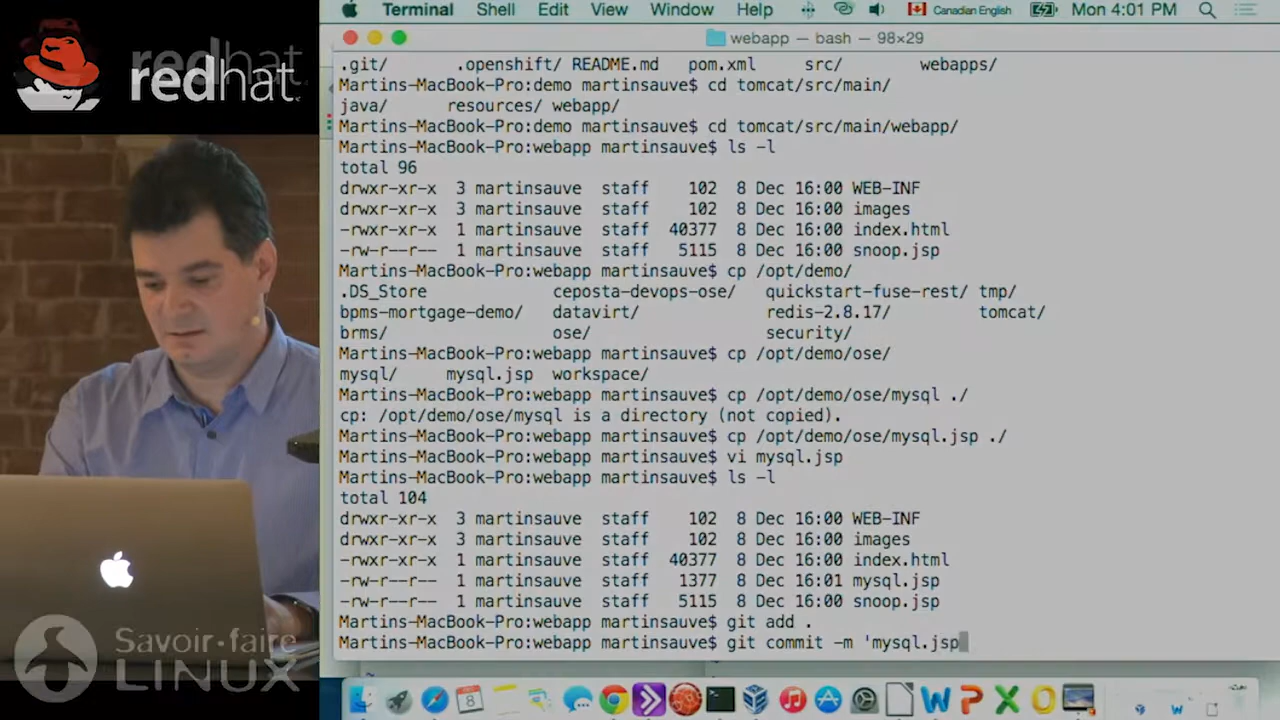 redhat
Terminal Shell Edit View Window Help Canadian English Mon 4:01 PM
webapp — bash — 98×29
.git/ .openshift/ README.md pom.xml src/ webapps/
Martins-MacBook-Pro:demo martinsauve$ cd tomcat/src/main/
java/ resources/ webapp/
Martins-MacBook-Pro:demo martinsauve$ cd tomcat/src/main/webapp/
Martins-MacBook-Pro:webapp martinsauve$ ls -l
total 96
drwxr-xr-x 3 martinsauve staff 102 8 Dec 16:00 WEB-INF
drwxr-xr-x 3 martinsauve staff 102 8 Dec 16:00 images
-rwxr-xr-x 1 martinsauve staff 40377 8 Dec 16:00 index.html
-rw-r--r-- 1 martinsauve staff 5115 8 Dec 16:00 snoop.jsp
Martins-MacBook-Pro:webapp martinsauve$ cp /opt/demo/
.DS_Store ceposta-devops-ose/ quickstart-fuse-rest/ tmp/
bpms-mortgage-demo/ datavirt/ redis-2.8.17/ tomcat/
brms/ ose/ security/
Martins-MacBook-Pro:webapp martinsauve$ cp /opt/demo/ose/
mysql/ mysql.jsp workspace/
Martins-MacBook-Pro:webapp martinsauve$ cp /opt/demo/ose/mysql ./
cp: /opt/demo/ose/mysql is a directory (not copied).
Martins-MacBook-Pro:webapp martinsauve$ cp /opt/demo/ose/mysql.jsp ./
Martins-MacBook-Pro:webapp martinsauve$ vi mysql.jsp
Martins-MacBook-Pro:webapp martinsauve$ ls -l
total 104
drwxr-xr-x 3 martinsauve staff 102 8 Dec 16:00 WEB-INF
drwxr-xr-x 3 martinsauve staff 102 8 Dec 16:00 images
-rwxr-xr-x 1 martinsauve staff 40377 8 Dec 16:00 index.html
-rw-r--r-- 1 martinsauve staff 1377 8 Dec 16:01 mysql.jsp
-rw-r--r-- 1 martinsauve staff 5115 8 Dec 16:00 snoop.jsp
Martins-MacBook-Pro:webapp martinsauve$ git add .
Martins-MacBook-Pro:webapp martinsauve$ git commit -m 'mysql.jsp
Savoir-faire
LINUX
8